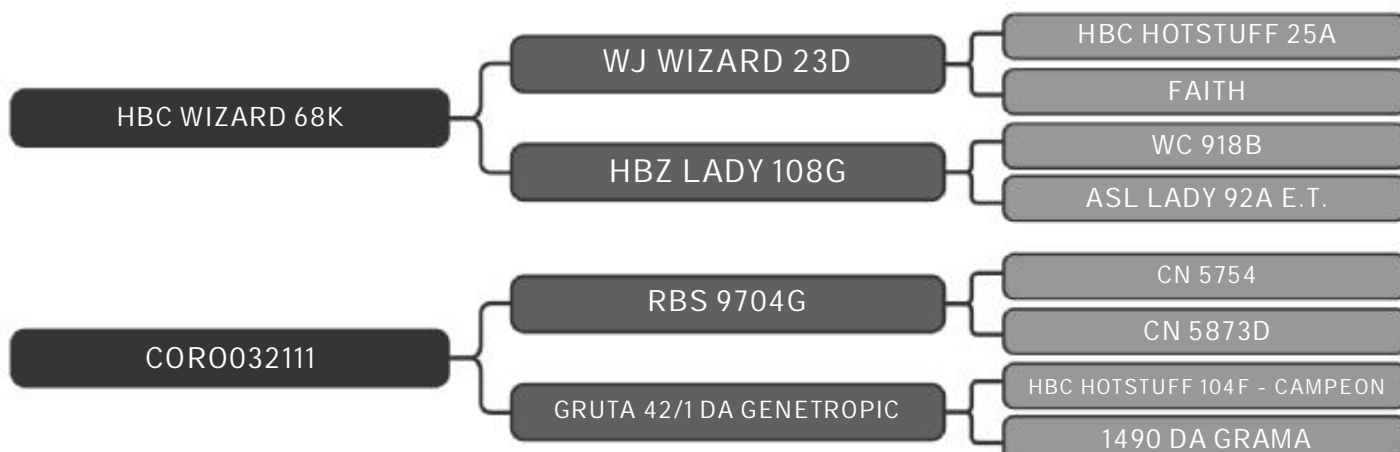 HBC WIZARD 68K
WJ WIZARD 23D
HBC HOTSTUFF 25A
FAITH
HBZ LADY 108G
WC 918B
ASL LADY 92A E.T.
CORO032111
RBS 9704G
CN 5754
CN 5873D
GRUTA 42/1 DA GENETROPIC
HBC HOTSTUFF 104F - CAMPEON
1490 DA GRAMA